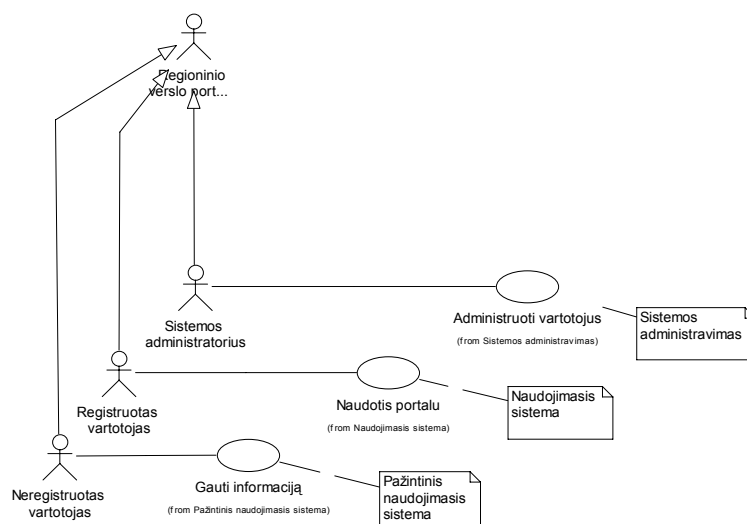 Regioninio
verslo port...
Sistemos
administratorius
Administruoti vartotojus
(from Sistemos administravimas)
Sistemos
administravimas
Registruotas
vartotojas
Naudotis portalu
(from Naudojimasis sistema)
Naudojimasis
sistema
Neregistruotas
vartotojas
Gauti informaciją
(from Pažintinis naudojimasis sistema)
Pažintinis
naudojimasis
sistema